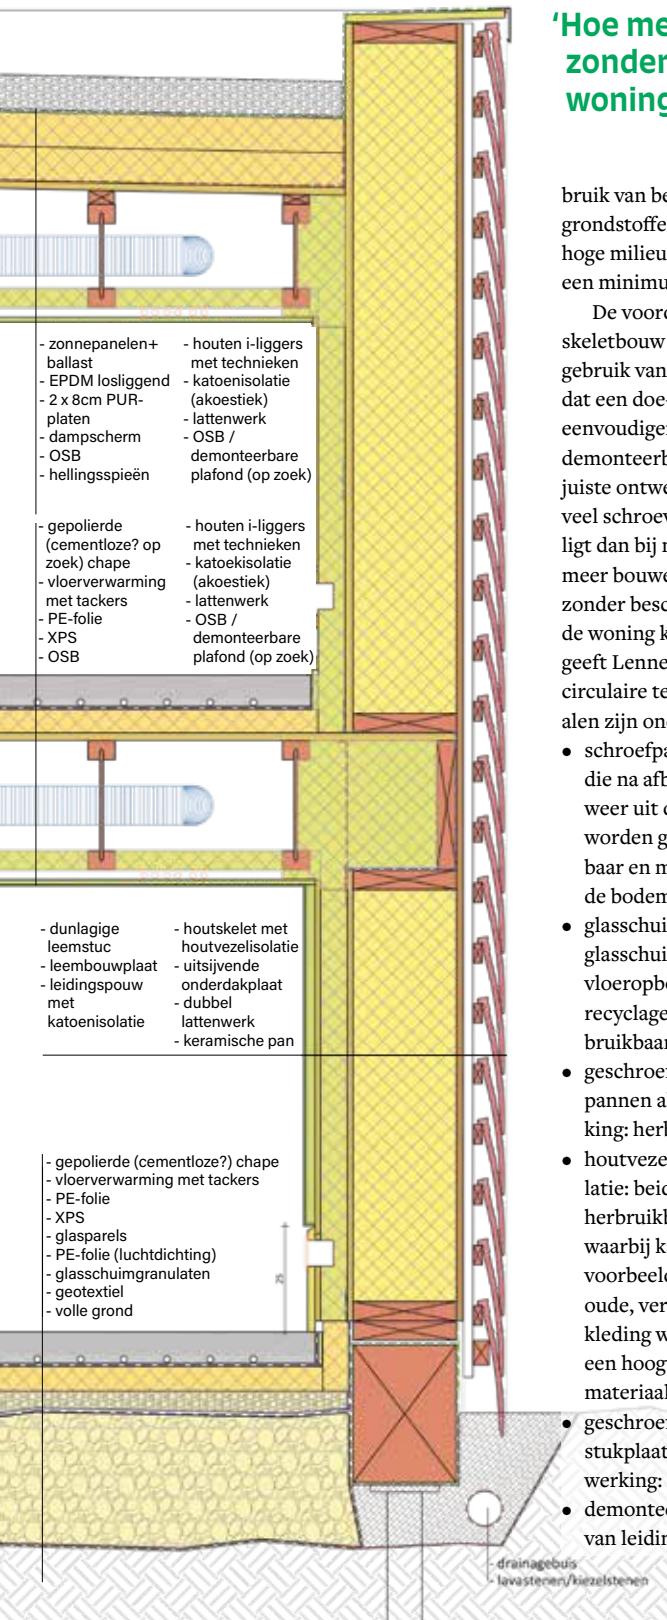 ‘Hoe me
zonder
woning
- zonnepanelen+
ballast
- EPDM losliggend
- 2 x 8cm PUR-
platen
- dampscherm
- OSB
- hellingsspieën
- houten i-liggers
met technieken
- katoenisolatie
(akoestiek)
- lattenwerk
- OSB /
demonteerbare
plafond (op zoek)
- gepolierde
(cementloze? op
zoek) chape
- vloerverwarming
met tackers
- PE-folie
- XPS
- OSB
- houten i-liggers
met technieken
- katoekisolatie
(akoestiek)
- lattenwerk
- OSB /
demonteerbare
plafond (op zoek)
- dunlagige
leemstuc
- leembouwplaat
- leidingspouw
met
katoenisolatie
- houtskelet met
houtvezelisolatie
- uitsijvende
onderdakplaat
- dubbel
lattenwerk
- keramische pan
- gepolierde (cementloze?) chape
- vloerverwarming met tackers
- PE-folie
- XPS
- glasparels
- PE-folie (luchtdichting)
- glasschuimgranulaten
- geotextiel
- volle grond
25
- drainagebuis
- lavastenen/kiezelstenen
bruik van be
grondstoffe
hoge milieu
een minimu
De voord
skeletbouw
gebruik van
dat een doe-
eenvoudiger
demonteerb
juiste ontwe
veel schroev
ligt dan bij n
meer bouwe
zonder besc
de woning k
geeft Lenne
circulaire te
alen zijn ond
• schroefpa
die na afb
weer uit d
worden g
baar en m
de bodem
• glasschui
glasschui
vloeropbo
recyclage
bruikbaar
• geschroef
pannen al
king: herb
• houtveze
latie: beid
herbruikb
waarbij k
voorbeeld
oude, ver
kleding w
een hoog
materiaal
• geschroef
stukplaat
werking:
• demontee
van leidin